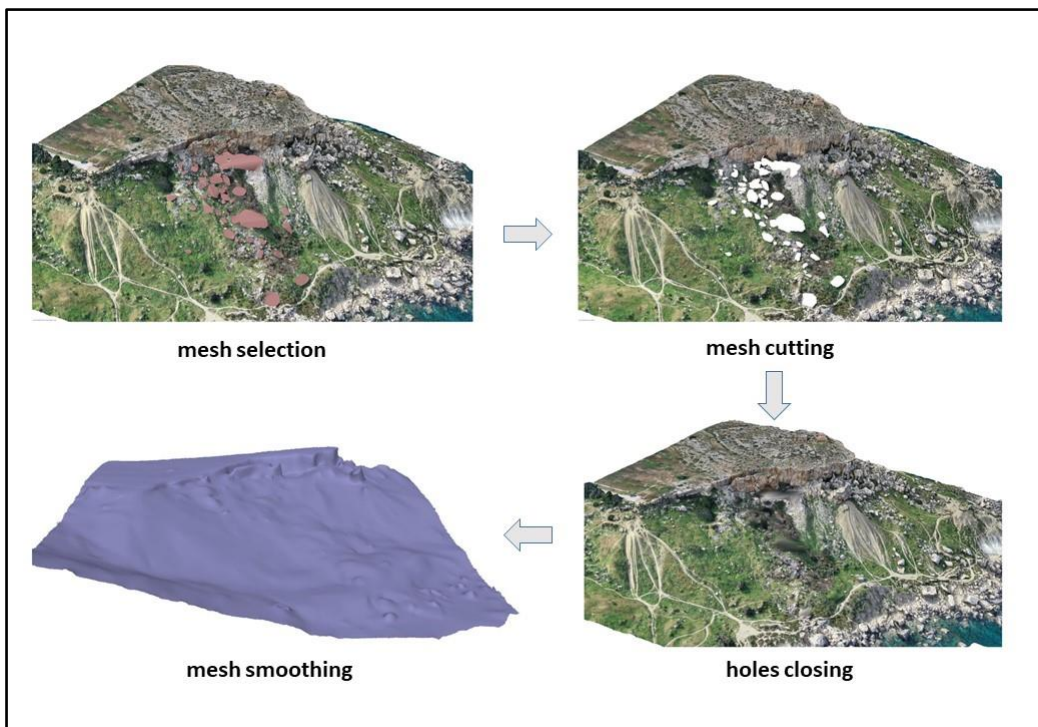 mesh selection
mesh cutting
mesh smoothing
holes closing